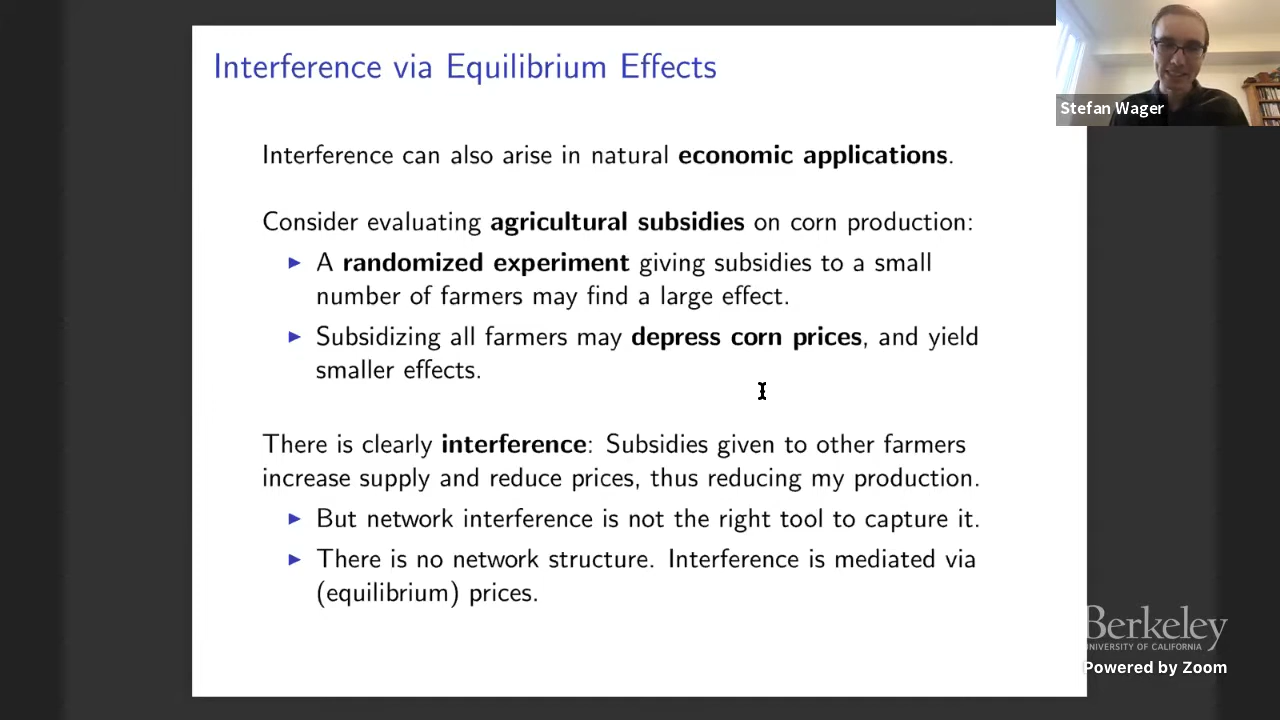 Interference via Equilibrium Effects
Stefan Wager
Interference can also arise in natural economic applications.
Consider evaluating agricultural subsidies on corn production:
▶ A randomized experiment giving subsidies to a small
number of farmers may find a large effect.
▶ Subsidizing all farmers may depress corn prices, and yield
smaller effects.
There is clearly interference: Subsidies given to other farmers
increase supply and reduce prices, thus reducing my production.
▶ But network interference is not the right tool to capture it.
▶ There is no network structure. Interference is mediated via
(equilibrium) prices.
Berkeley
UNIVERSITY OF CALIFORNIA
Powered by Zoom